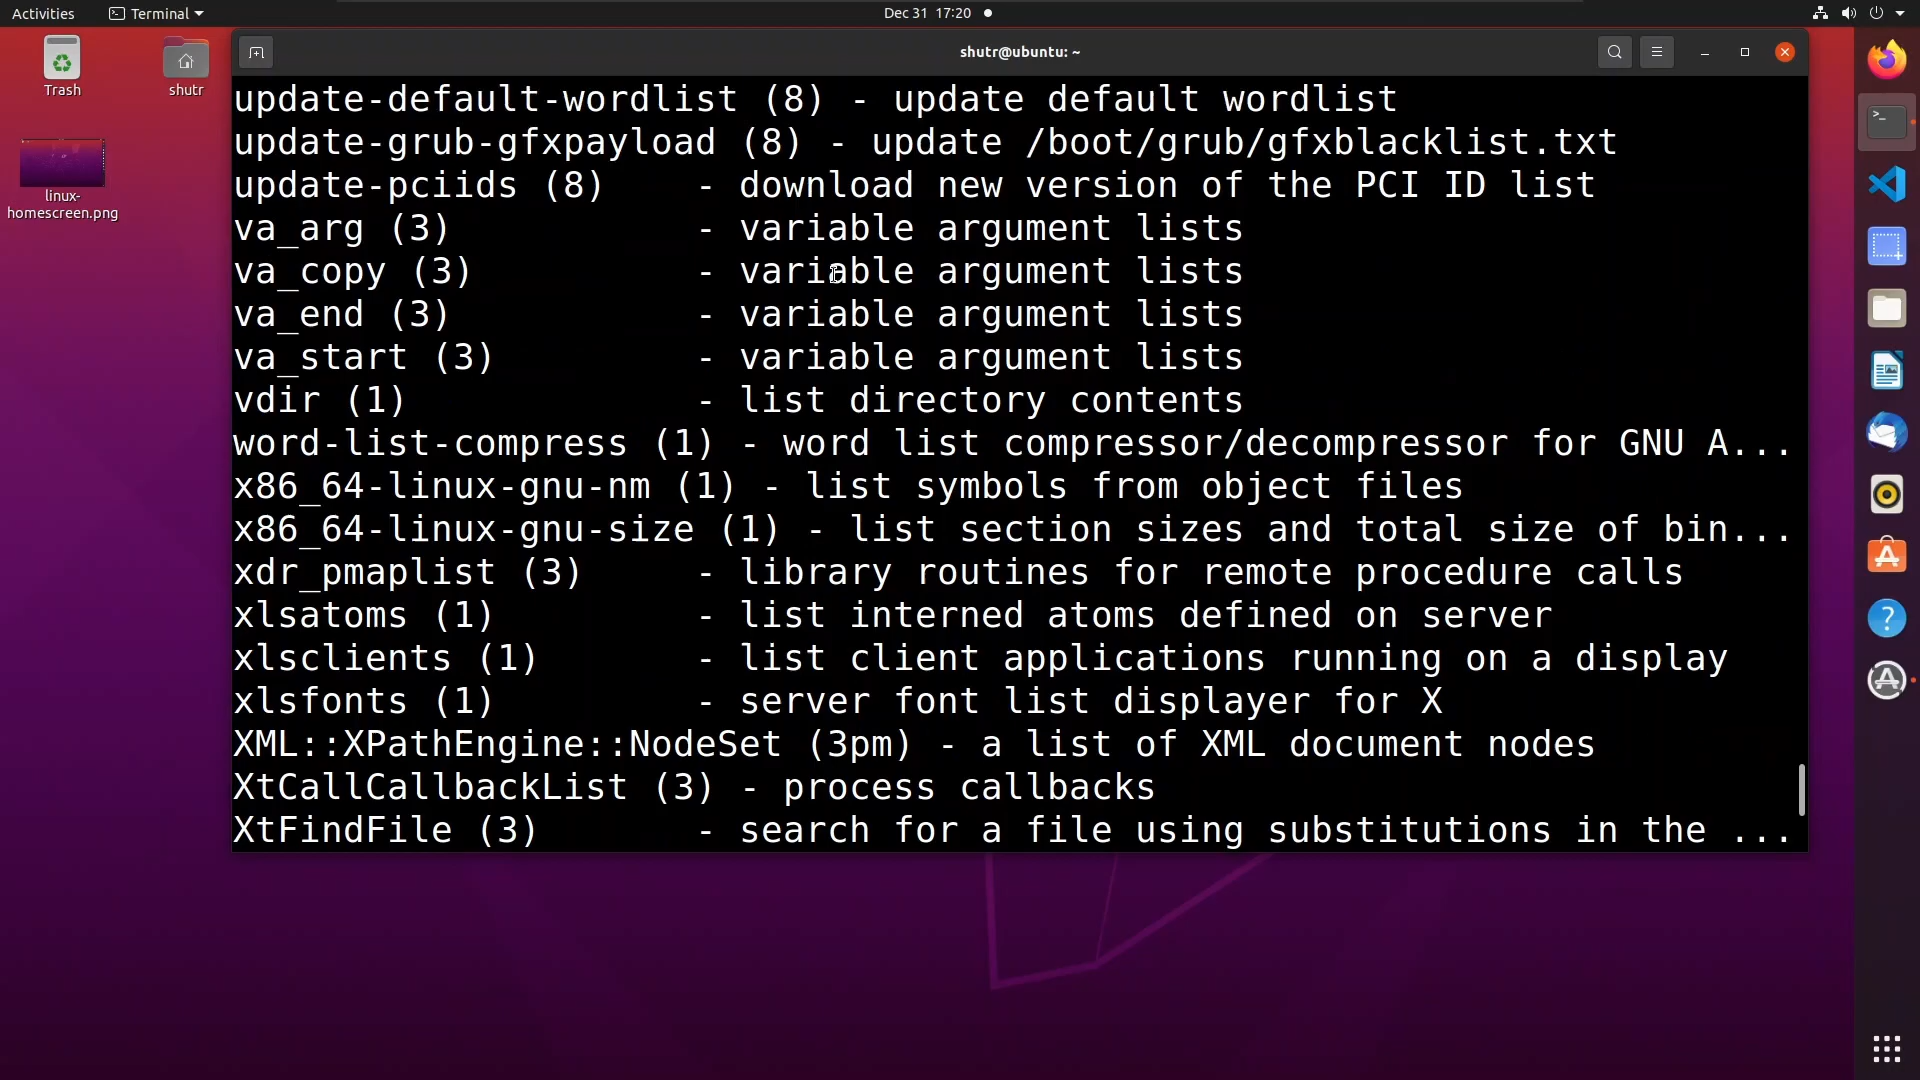 Activities
Terminal
Dec 31 17:20
shutr@ubuntu: ~
Trash
shutr
linux-
homescreen.png
update-default-wordlist (8) - update default wordlist
update-grub-gfxpayload (8) - update /boot/grub/gfxblacklist.txt
update-pciids (8)    - download new version of the PCI ID list
va_arg (3)           - variable argument lists
va_copy (3)          - variable argument lists
va_end (3)           - variable argument lists
va_start (3)         - variable argument lists
vdir (1)             - list directory contents
word-list-compress (1) - word list compressor/decompressor for GNU A...
x86_64-linux-gnu-nm (1) - list symbols from object files
x86_64-linux-gnu-size (1) - list section sizes and total size of bin...
xdr_pmaplist (3)     - library routines for remote procedure calls
xlsatoms (1)         - list interned atoms defined on server
xlsclients (1)       - list client applications running on a display
xlsfonts (1)         - server font list displayer for X
XML::XPathEngine::NodeSet (3pm) - a list of XML document nodes
XtCallCallbackList (3) - process callbacks
XtFindFile (3)       - search for a file using substitutions in the ...